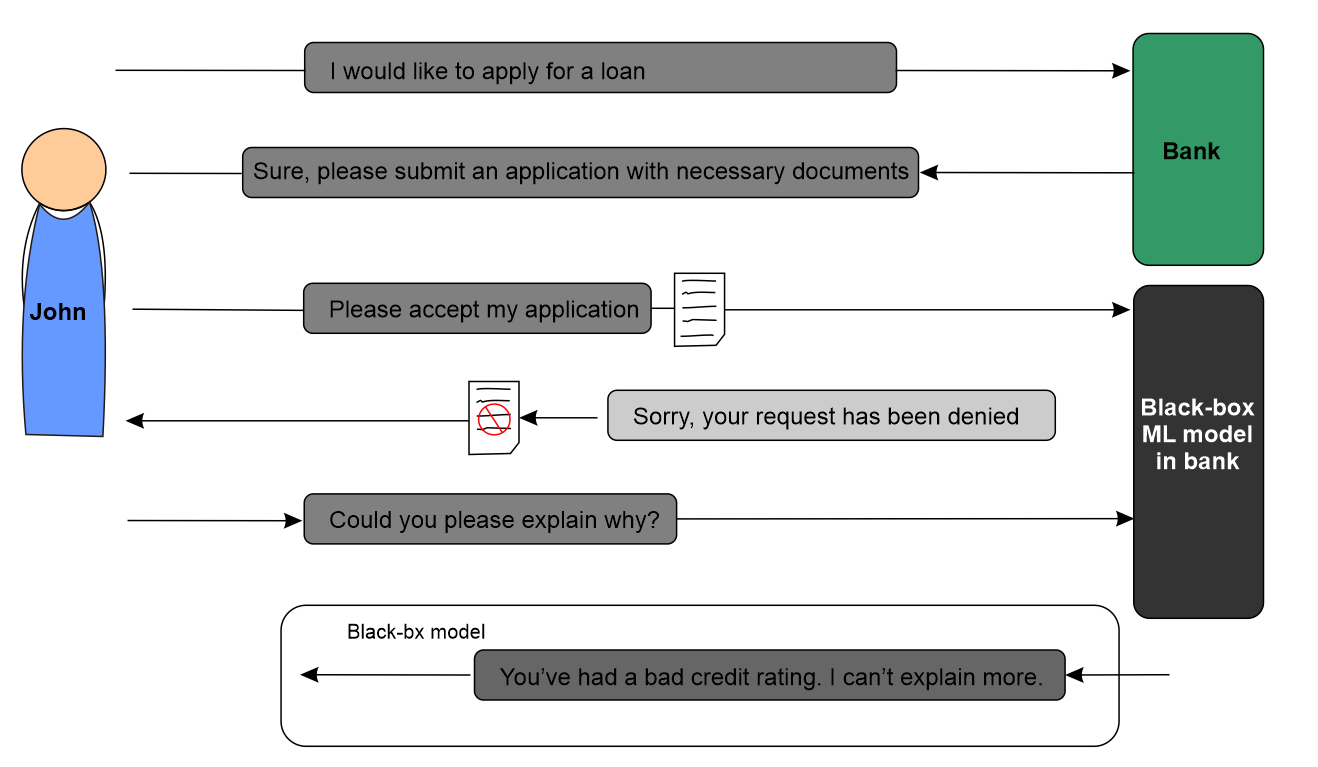 I would like to apply for a loan
Bank
Sure, please submit an application with necessary documents
John
Please accept my application
Black-box
ML model
in bank
Sorry, your request has been denied
Could you please explain why?
Black-bx model
You’ve had a bad credit rating. I can’t explain more.